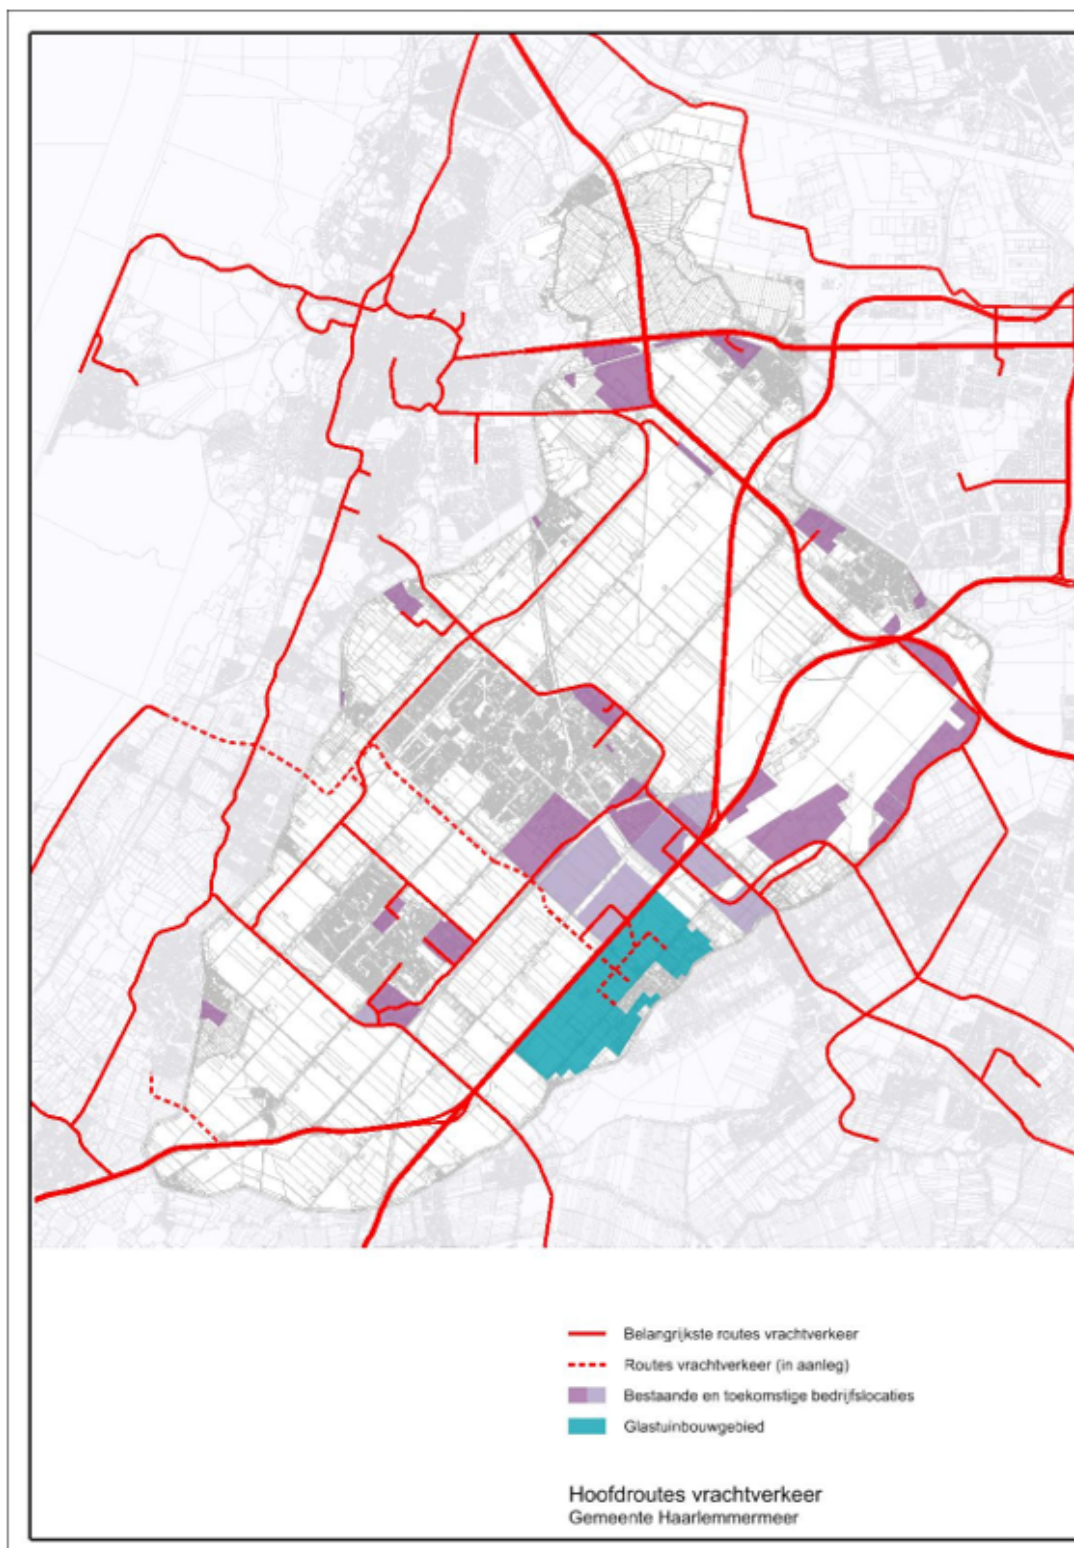 Belangrijkste routes vrachtverkeer
Routes vrachtverkeer (in aanleg)
Bestaande en toekomstige bedrijfslocaties
Glastuinbouwgebied
Hoofdroutes vrachtverkeer
Gemeente Haarlemmermeer